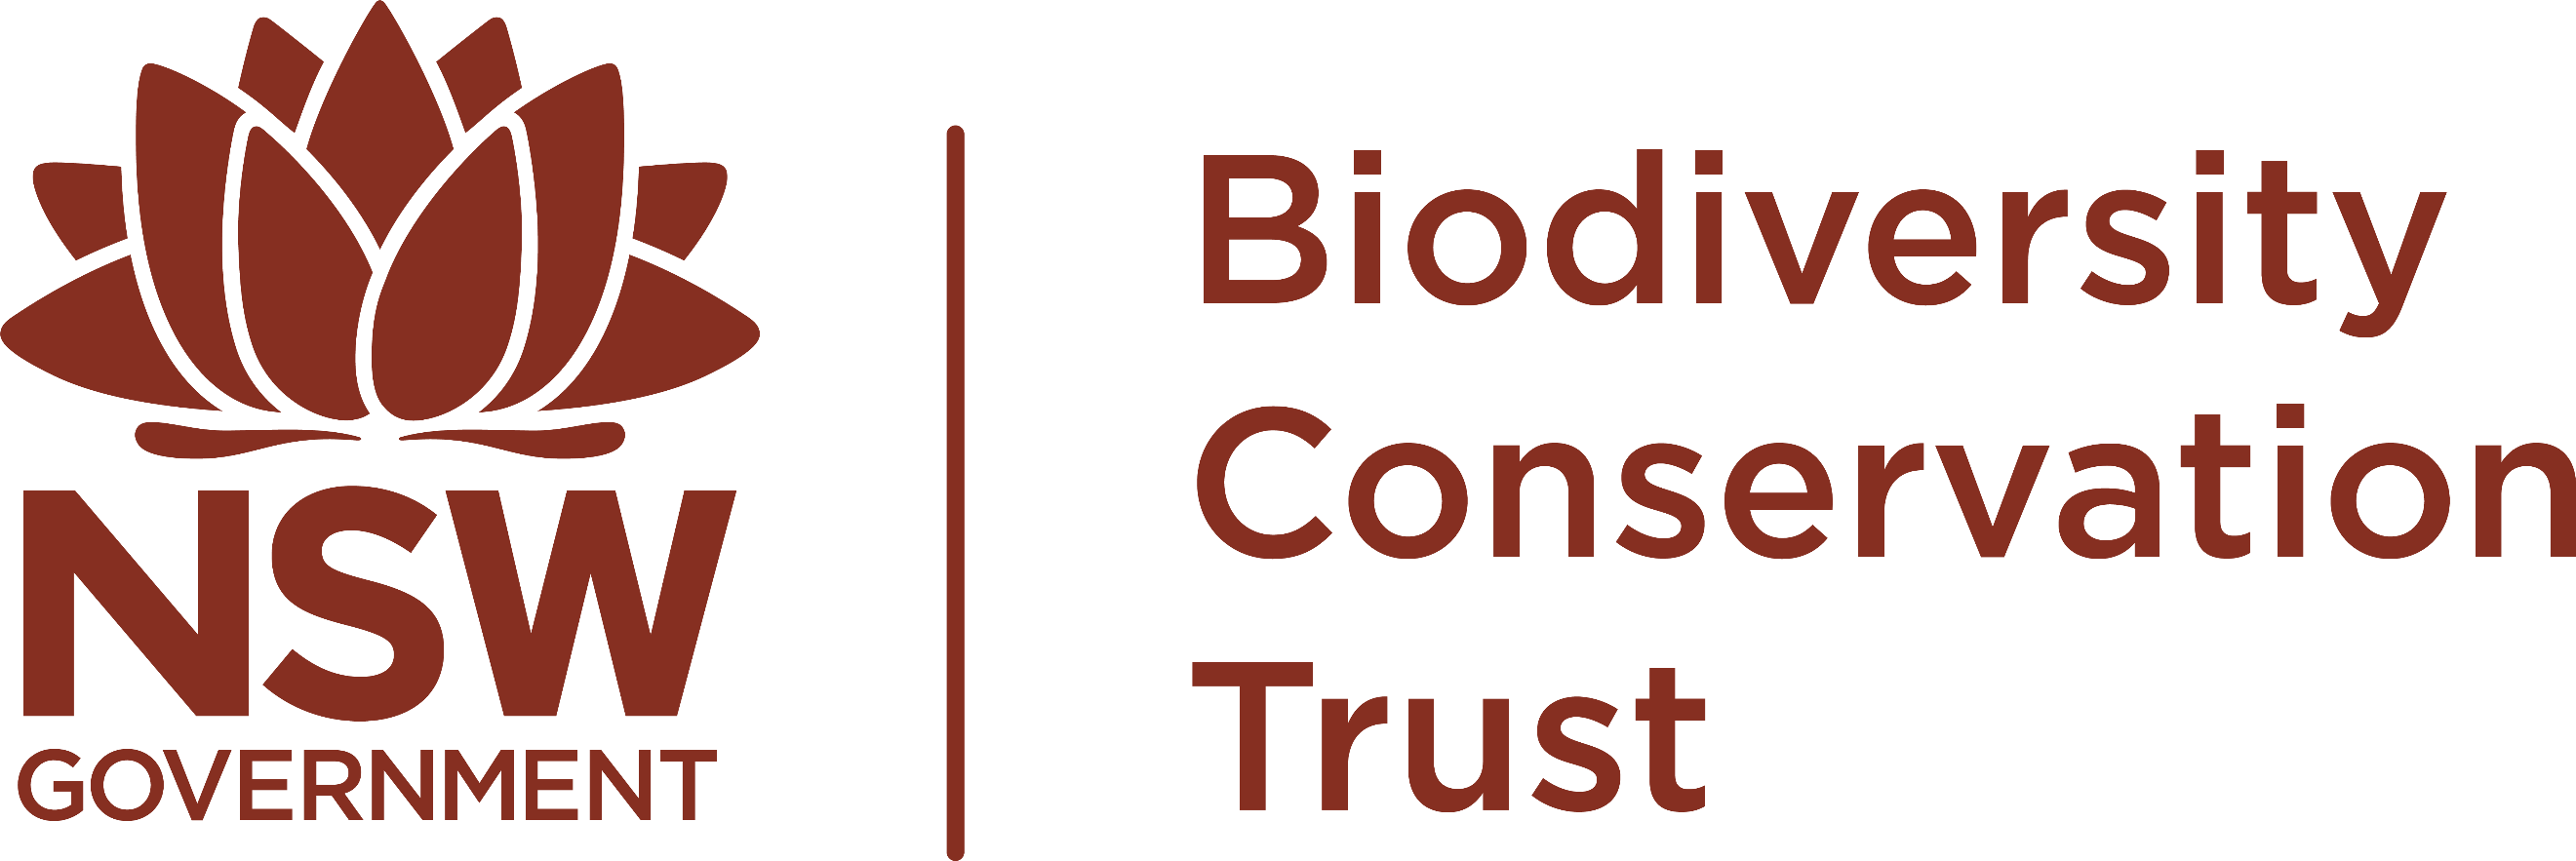 NSW
GOVERNMENT
Biodiversity
Conservation
Trust